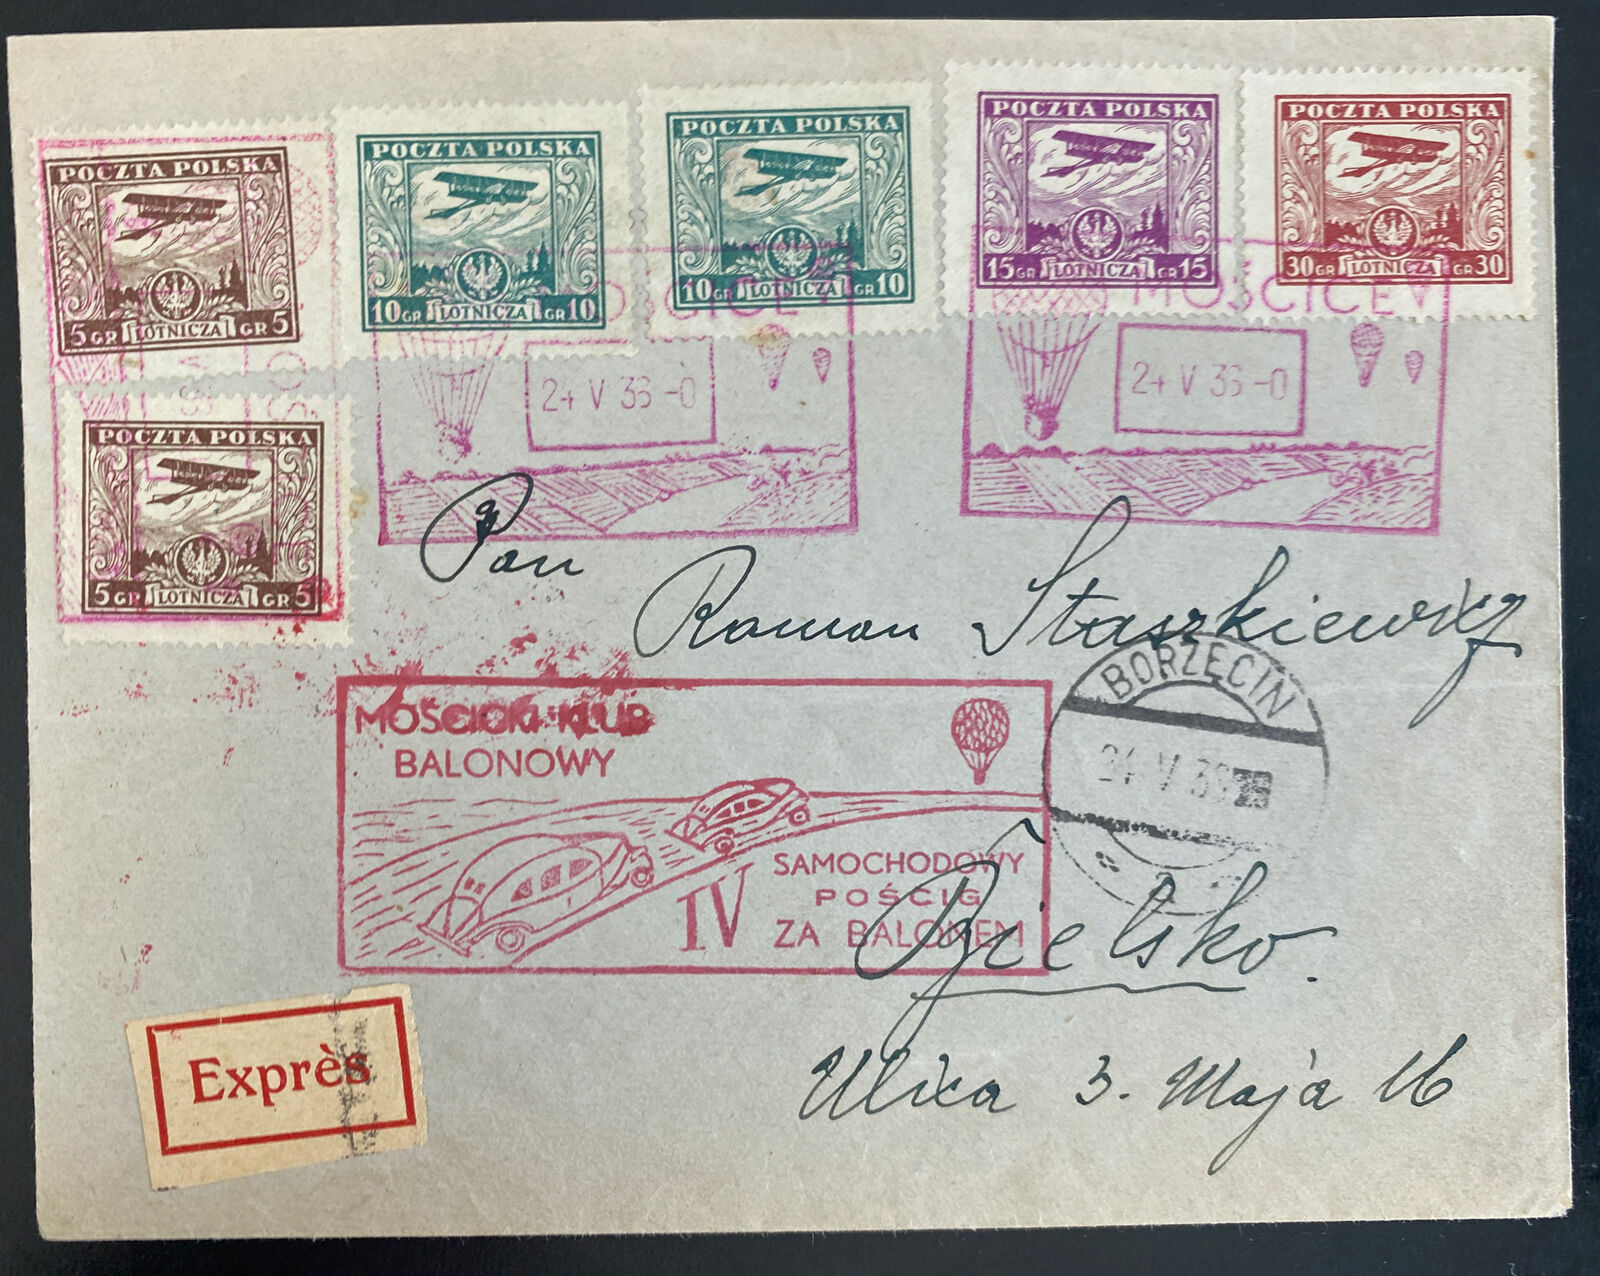 POCZTA POLSKA
5 GR LOTNICZA GR 5
POCZTA POLSKA
10 GR LOTNICZA GR 10
POCZTA POLSKA
10 GR LOTNICZA GR 10
POCZTA POLSKA
15 GR LOTNICZA GR 15
POCZTA POLSKA
30 GR LOTNICZA GR 30
POCZTA POLSKA
5 GR LOTNICZA GR 5
24 V 36 -0
MOŚCICE
24 V 36 -0
Pan
Roman Staszkiewicz
BORZĘCIN
24 V 36
MOŚCICKI KLUB
BALONOWY
IV SAMOCHODOWY
POŚCIG
ZA BALONEM
Bielsko.
Ulica 3. Maja 16
Exprès